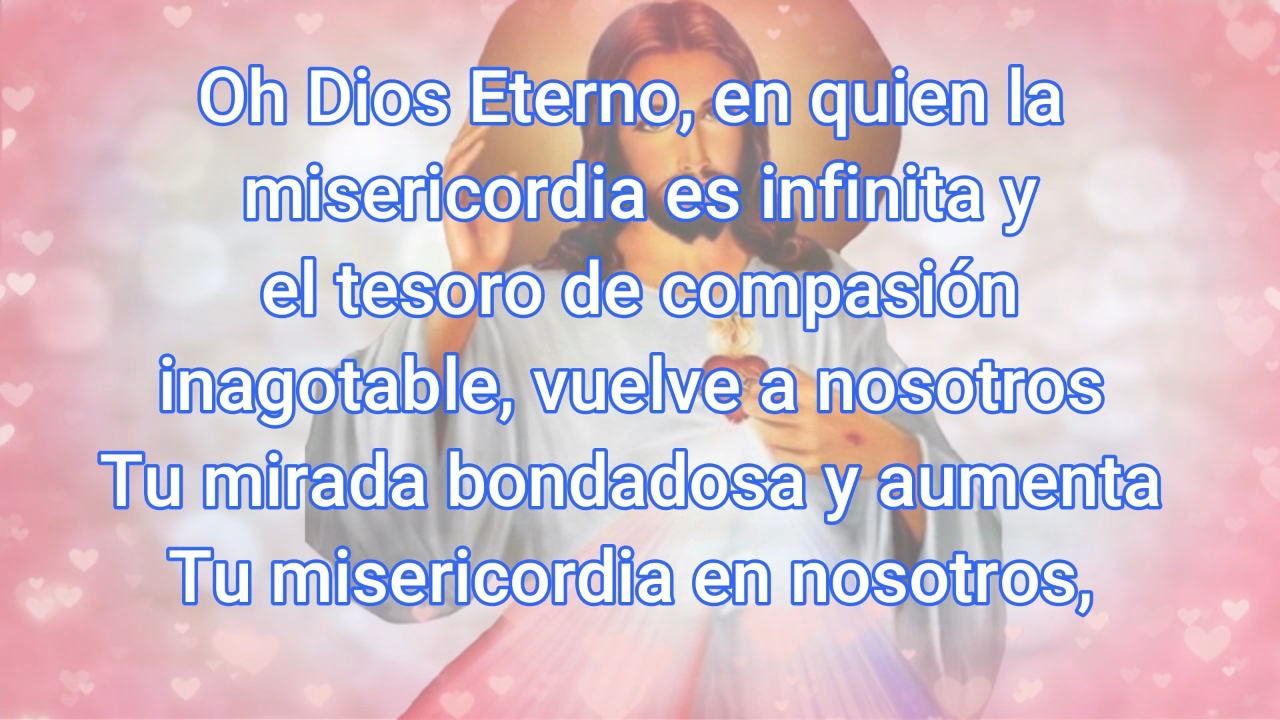 Oh Dios Eterno, en quien la
misericordia es infinita y
el tesoro de compasión
inagotable, vuelve a nosotros
Tu mirada bondadosa y aumenta
Tu misericordia en nosotros,